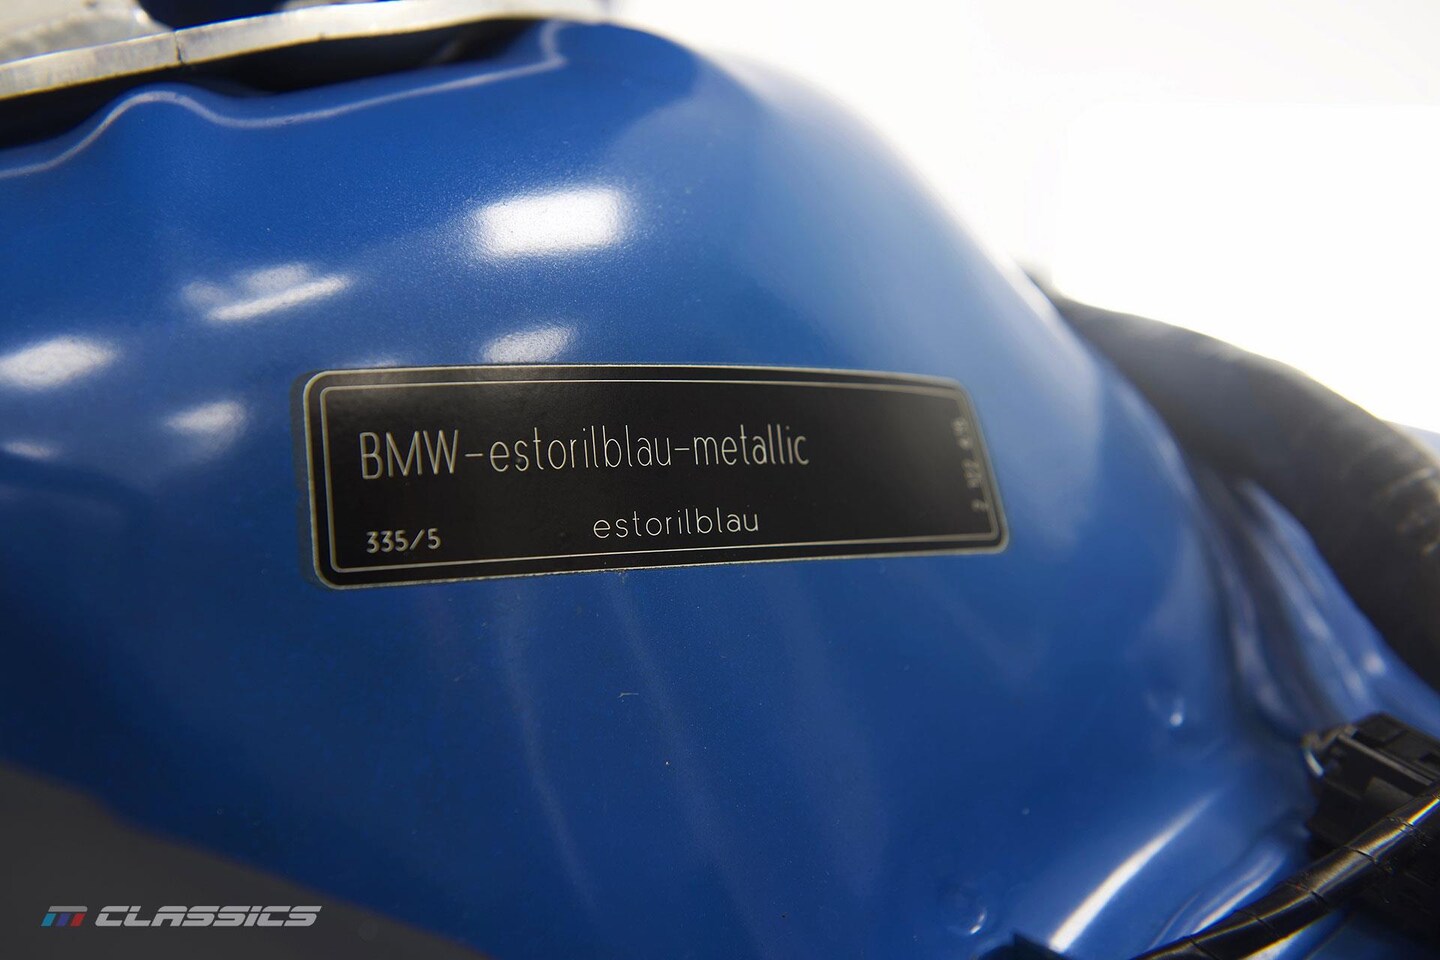 BMW-estorilblau-metallic
335/5
estorilblau
M CLASSICS